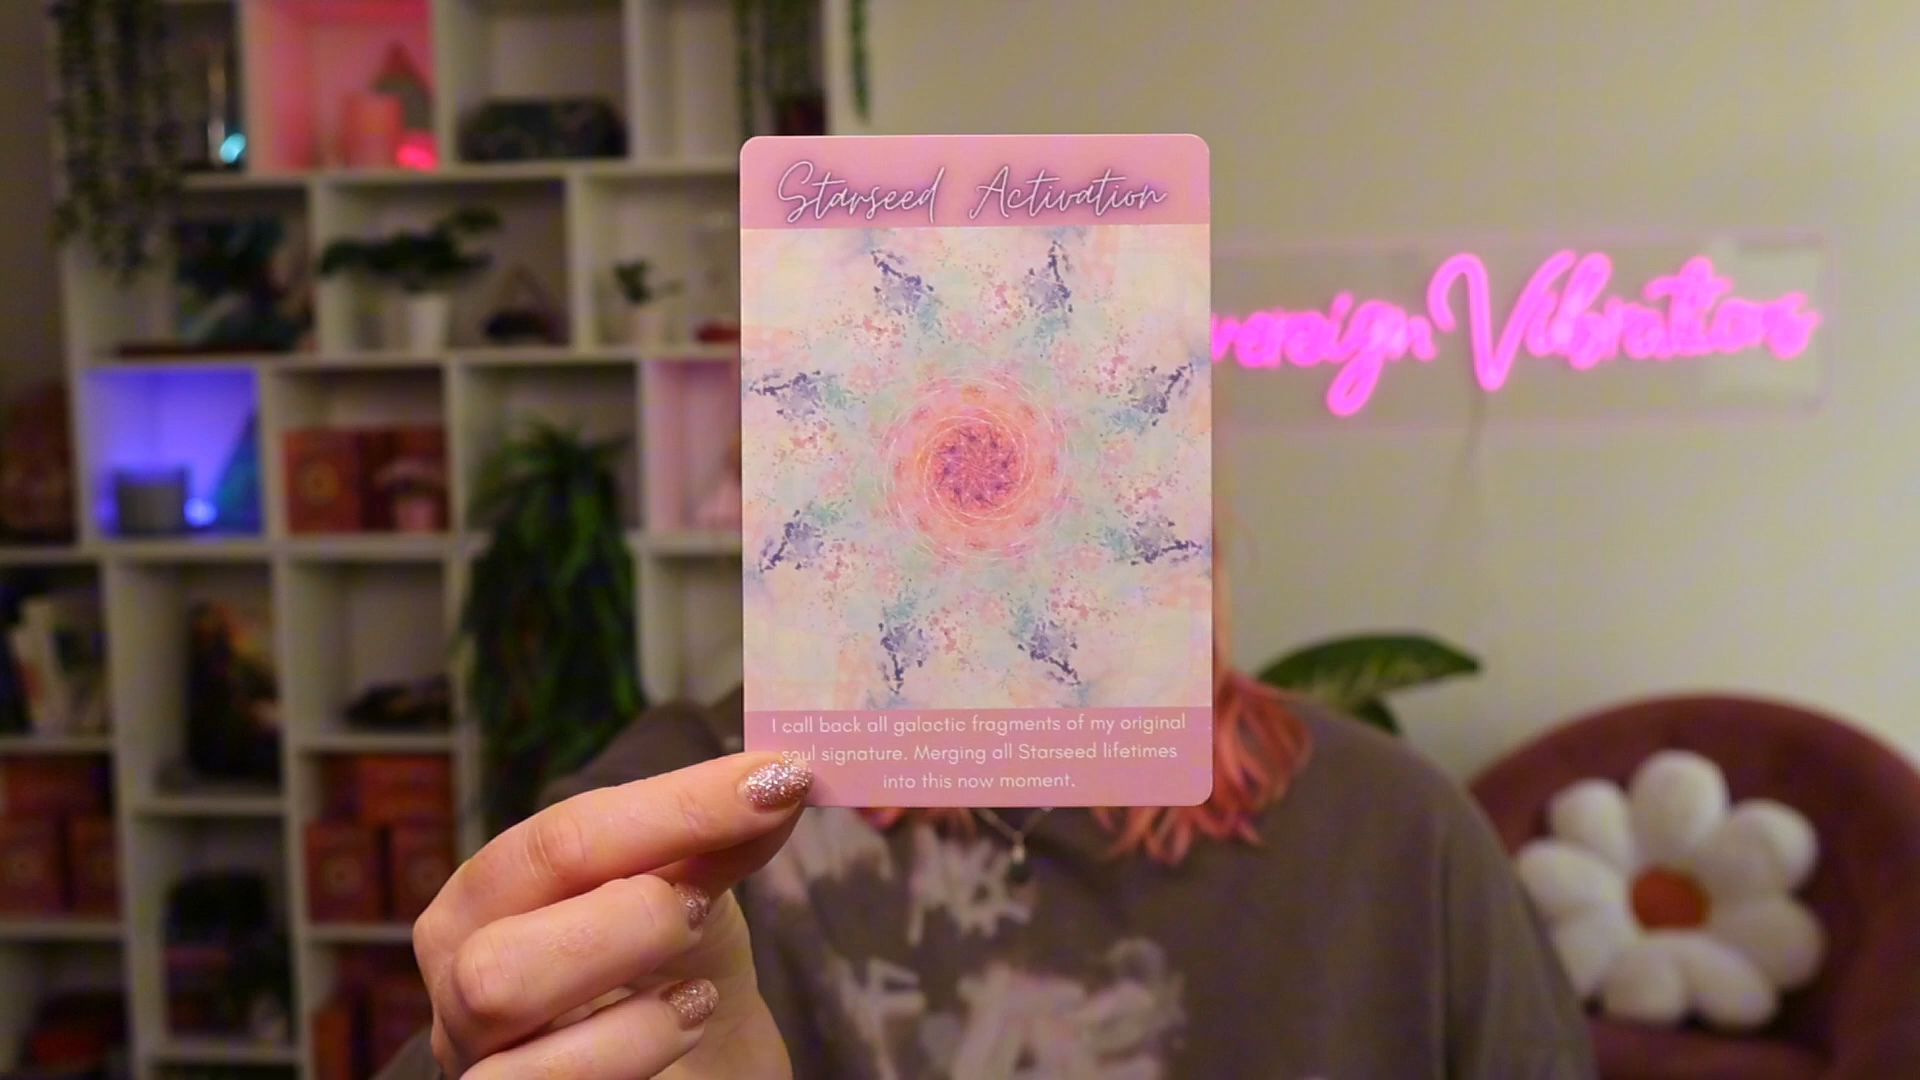 Starseed Activation
Vibration
I call back all galactic fragments of my original
soul signature. Merging all Starseed lifetimes
into this now moment.